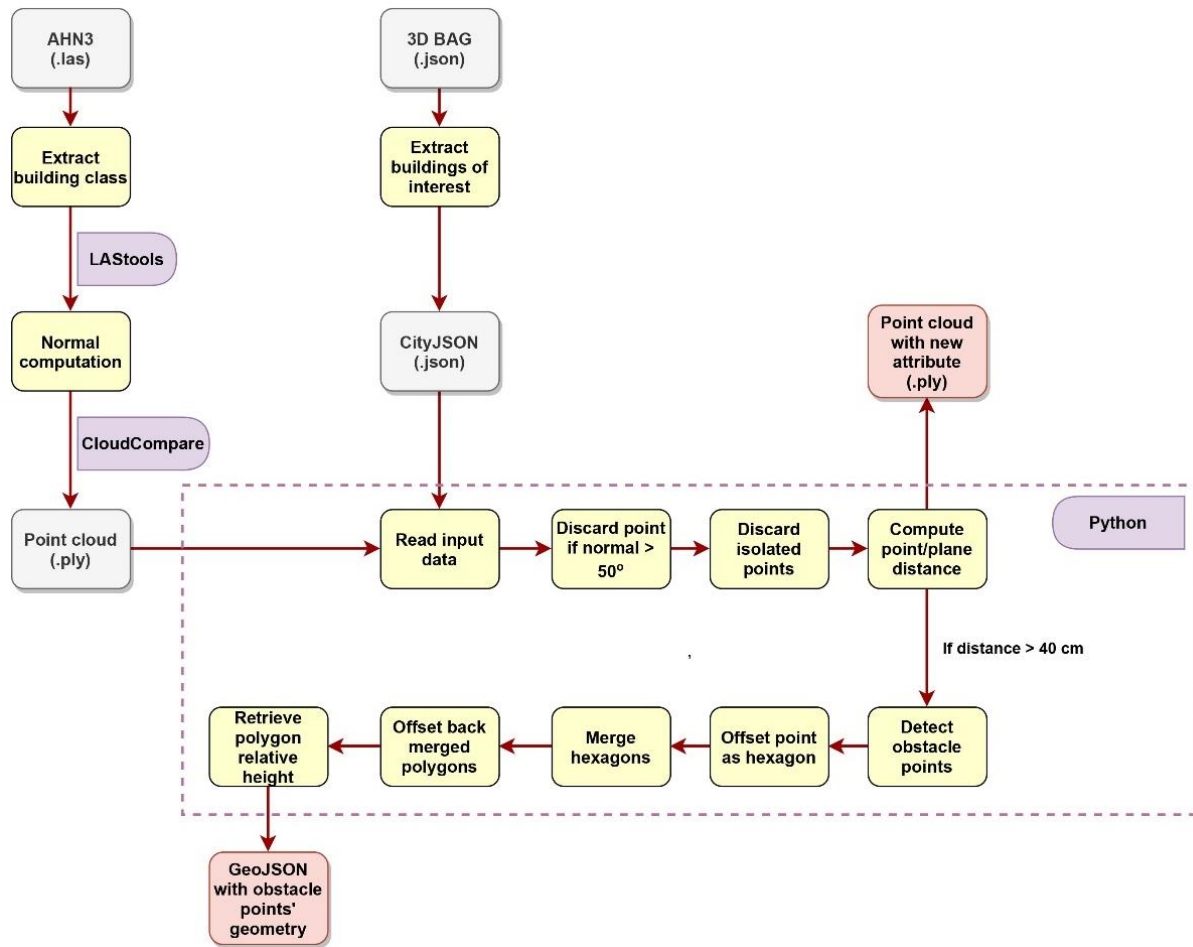 AHN3
(.las)
3D BAG
(.json)
Extract
building class
Extract
buildings of
interest
LAStools
Normal
computation
CityJSON
(.json)
Point cloud
with new
attribute
(.ply)
CloudCompare
Python
Point cloud
(.ply)
Read input
data
Discard point
if normal >
50º
Discard
isolated
points
Compute
point/plane
distance
If distance > 40 cm
,
Retrieve
polygon
relative
height
Offset back
merged
polygons
Merge
hexagons
Offset point
as hexagon
Detect
obstacle
points
GeoJSON
with obstacle
points'
geometry